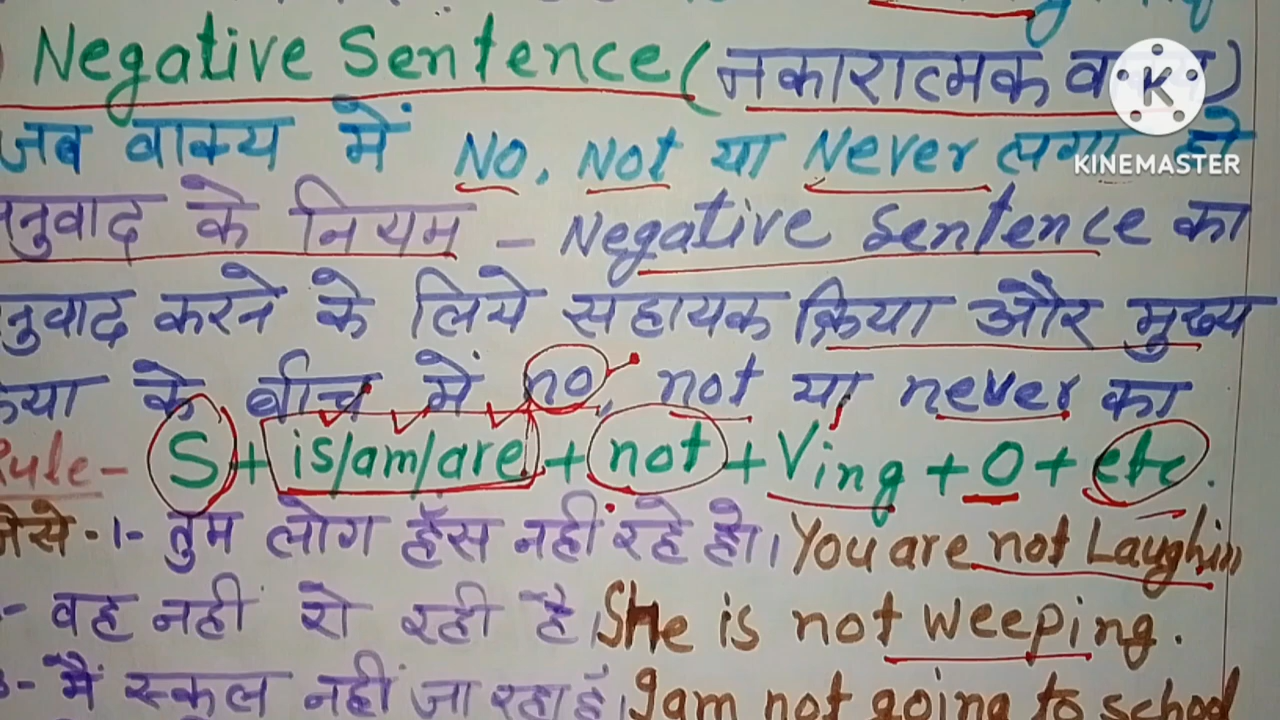 Negative Sentence (नकारात्मक
K
KINEMASTER
जब वाक्य में No, Not या Never लगा हो
नुवाद के नियम – Negative Sentence का
नुवाद करने के लिये सहायक क्रिया और मुख्य
क्रया के बीच में no, not या never का
Rule- S + is/am/are + not + Ving + O + etc.
जैसे - 1- तुम लोग हँस नहीं रहे हो। You are not Laughin
- वह नहीं रो रही है। She is not weeping.
3- मैं स्कूल नहीं जा रहा हूँ। I am not going to school